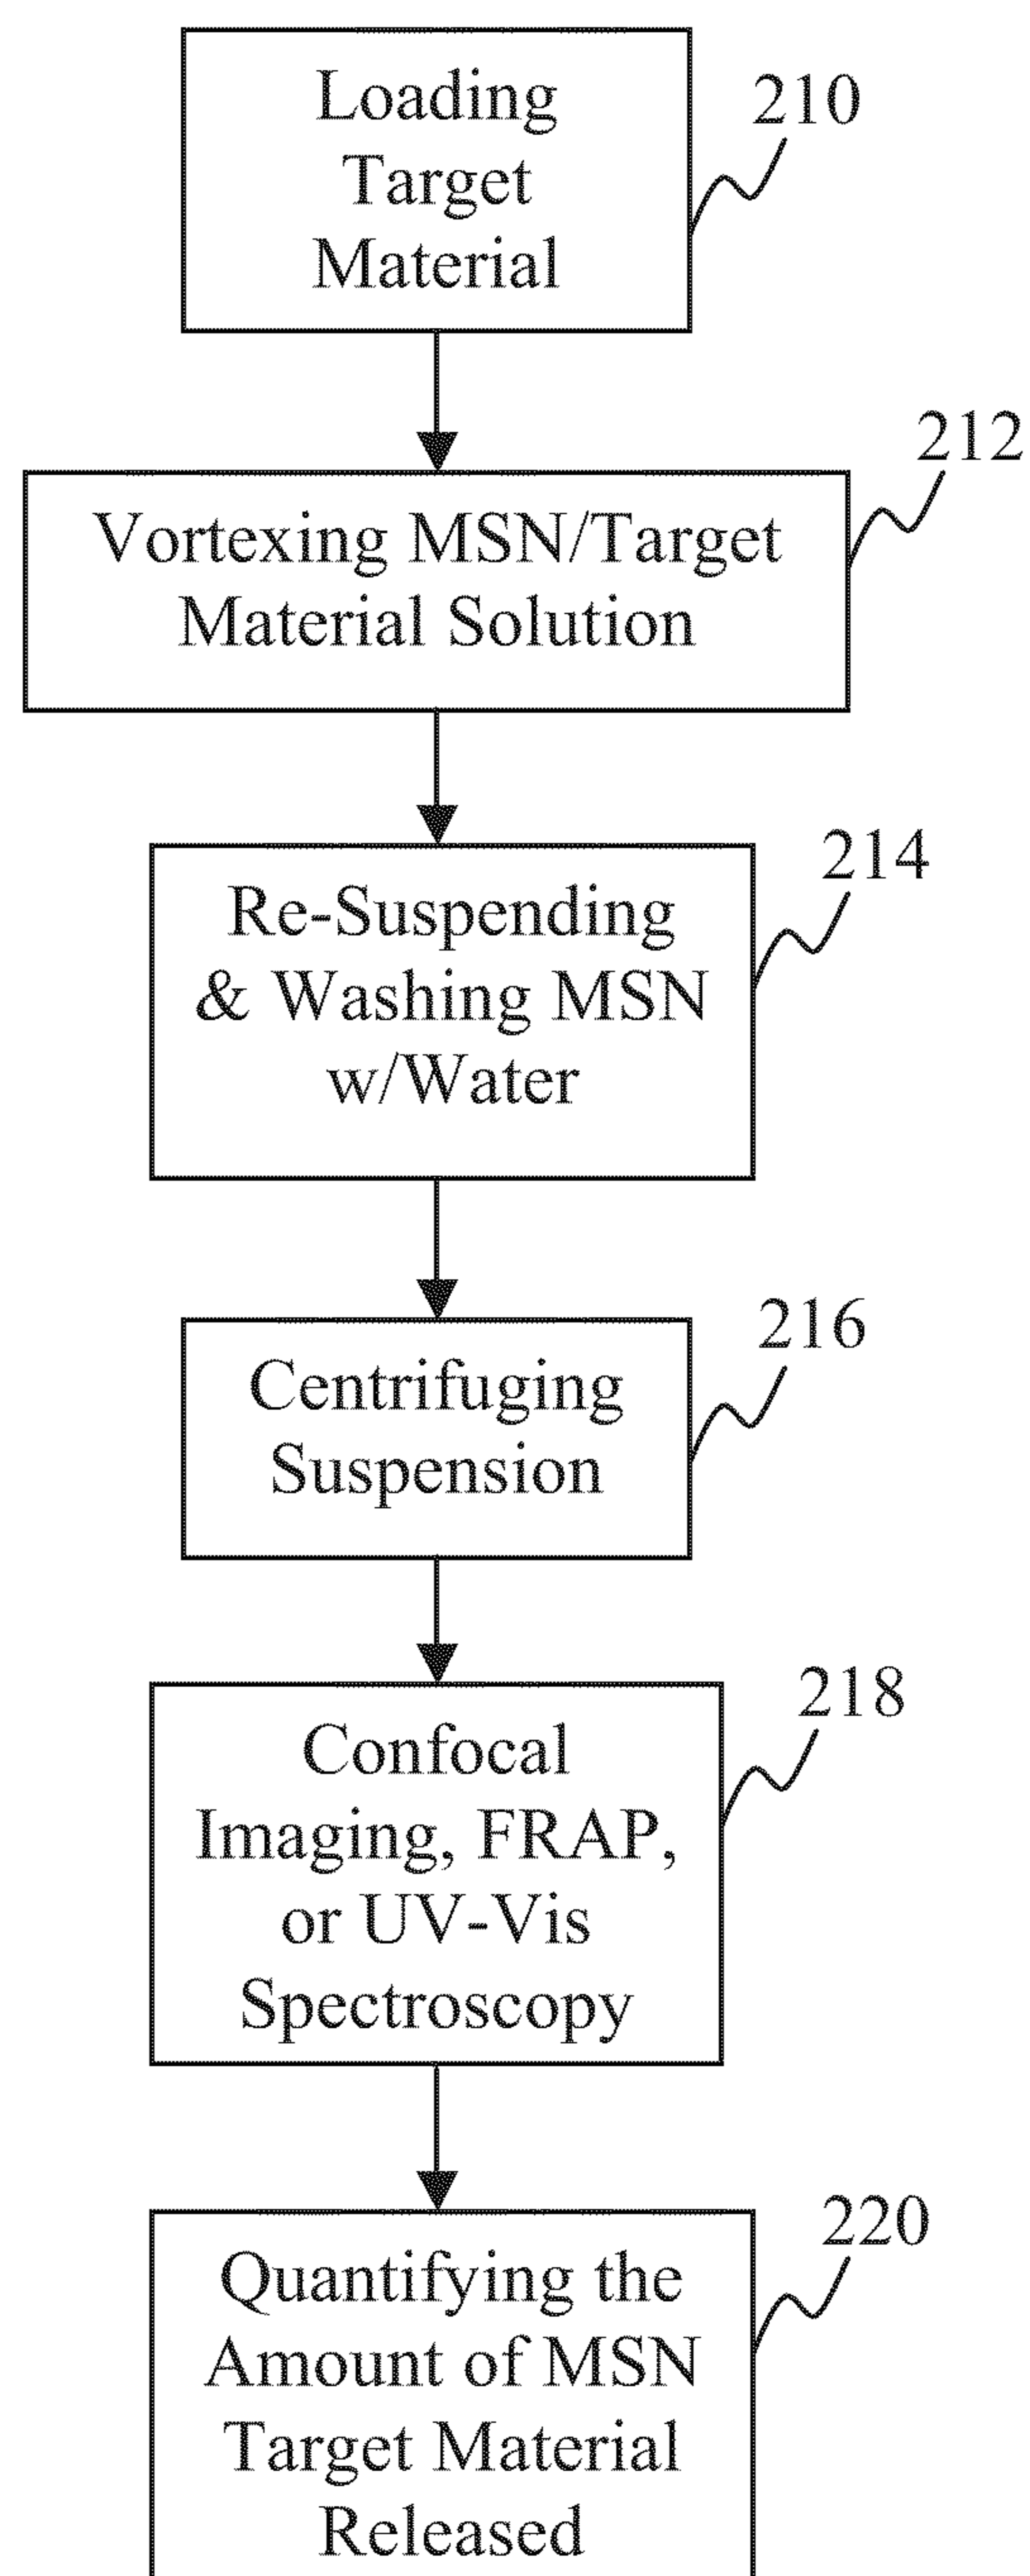 Loading
Target
Material
210
Vortexing MSN/Target
Material Solution
212
Re-Suspending
& Washing MSN
w/Water
214
Centrifuging
Suspension
216
Confocal
Imaging, FRAP,
or UV-Vis
Spectroscopy
218
Quantifying the
Amount of MSN
Target Material
Released
220